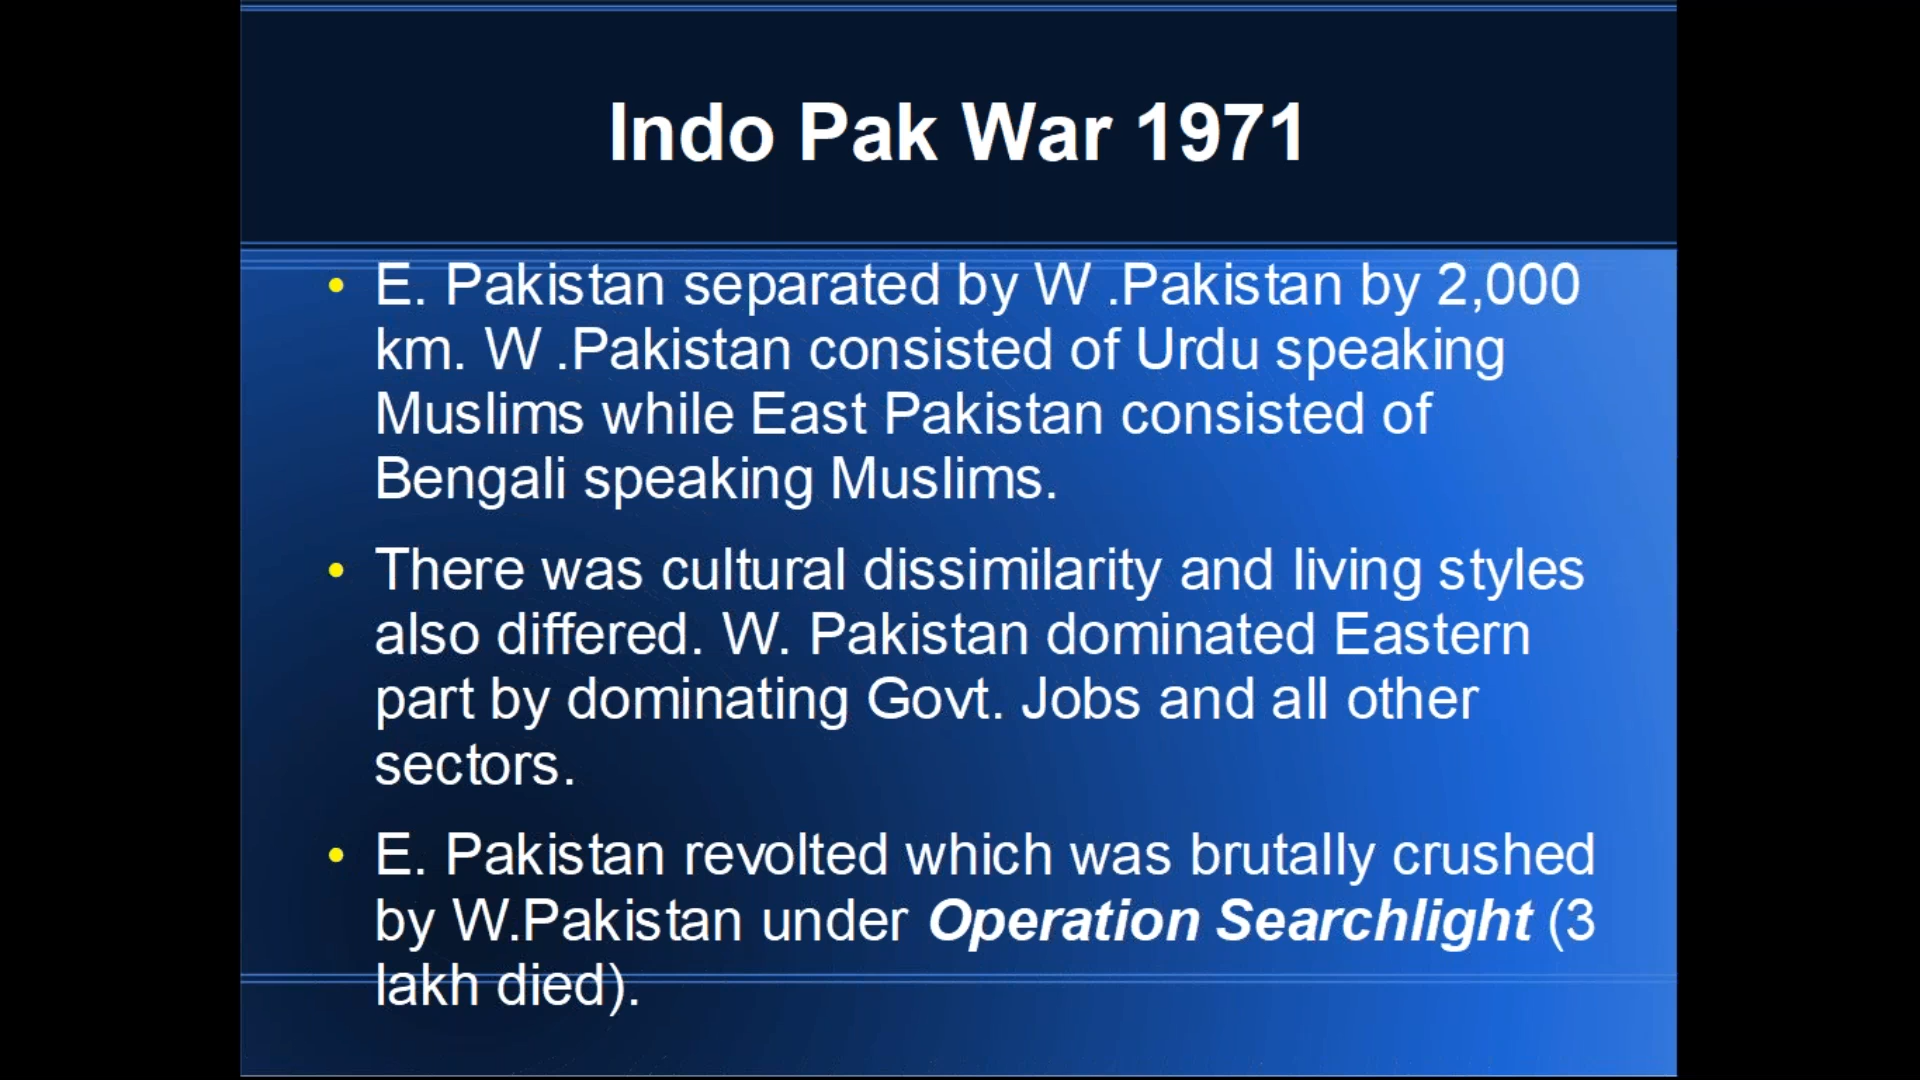 Indo Pak War 1971
• E. Pakistan separated by W .Pakistan by 2,000
km. W .Pakistan consisted of Urdu speaking
Muslims while East Pakistan consisted of
Bengali speaking Muslims.
• There was cultural dissimilarity and living styles
also differed. W. Pakistan dominated Eastern
part by dominating Govt. Jobs and all other
sectors.
• E. Pakistan revolted which was brutally crushed
by W.Pakistan under Operation Searchlight (3
lakh died).